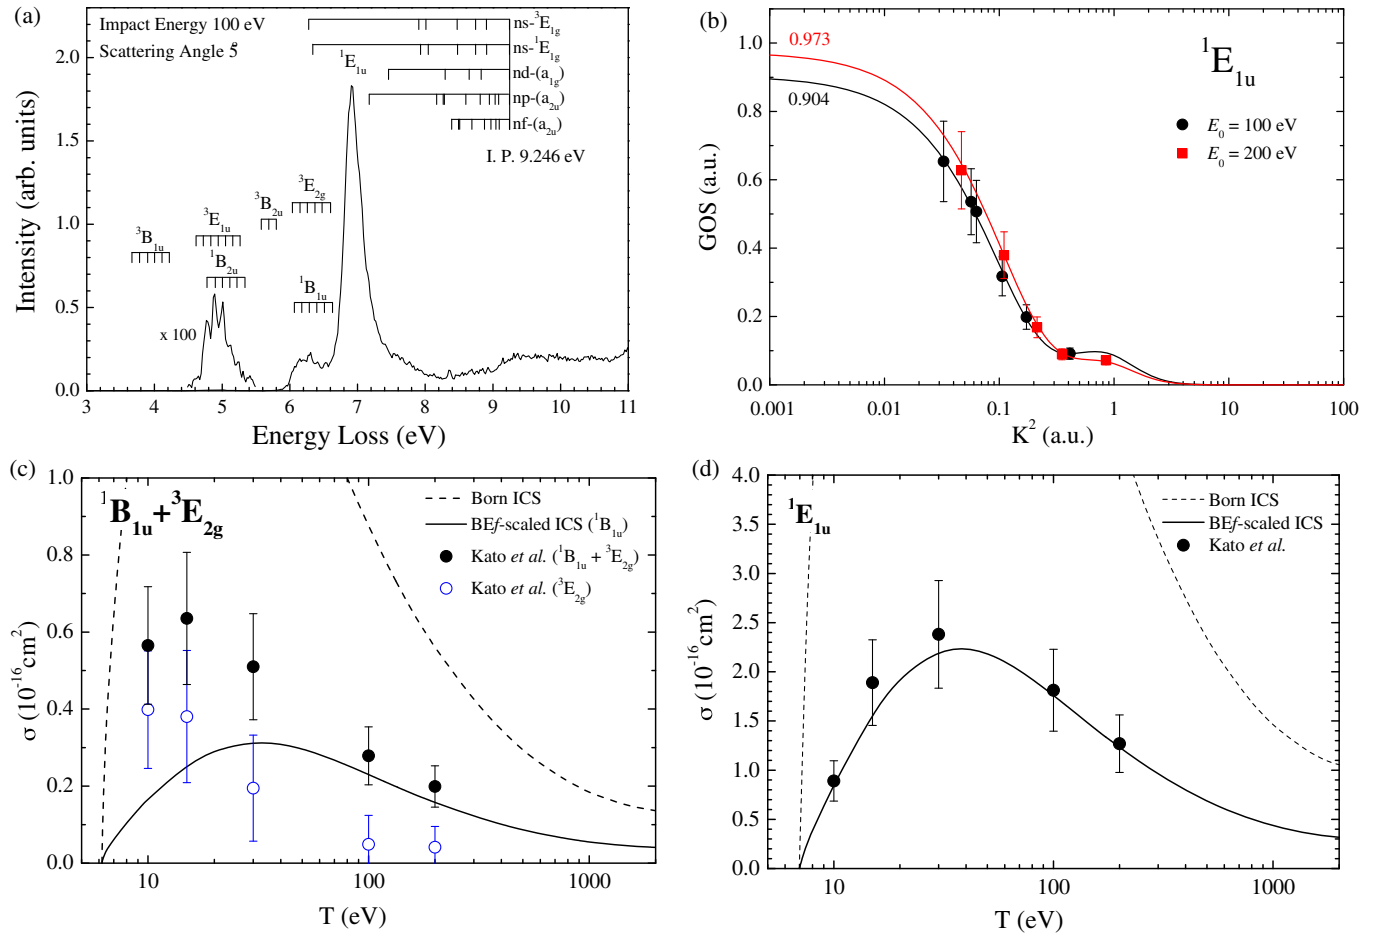 (a)
Impact Energy 100 eV
Scattering Angle 5°
ns-³E₁g
ns-¹E₁g
nd-(a₁g)
np-(a₂u)
nf-(a₂u)
I. P. 9.246 eV
¹E₁u
³E₂g
³B₂u
³E₁u
³B₁u
¹B₂u
¹B₁u
x 100
2.0
1.5
1.0
0.5
0.0
Intensity (arb. units)
3 4 5 6 7 8 9 10 11
Energy Loss (eV)
(b)
0.973
0.904
¹E₁u
E₀ = 100 eV
E₀ = 200 eV
1.0
0.8
0.6
0.4
0.2
0.0
GOS (a.u.)
0.001 0.01 0.1 1 10 100
K² (a.u.)
(c)
¹B₁u+³E₂g
Born ICS
BEf-scaled ICS (¹B₁u)
Kato et al. (¹B₁u + ³E₂g)
Kato et al. (³E₂g)
1.0
0.8
0.6
0.4
0.2
0.0
σ (10⁻¹⁶cm²)
10 100 1000
T (eV)
(d)
¹E₁u
Born ICS
BEf-scaled ICS
Kato et al.
4.0
3.5
3.0
2.5
2.0
1.5
1.0
0.5
0.0
σ (10⁻¹⁶cm²)
10 100 1000
T (eV)